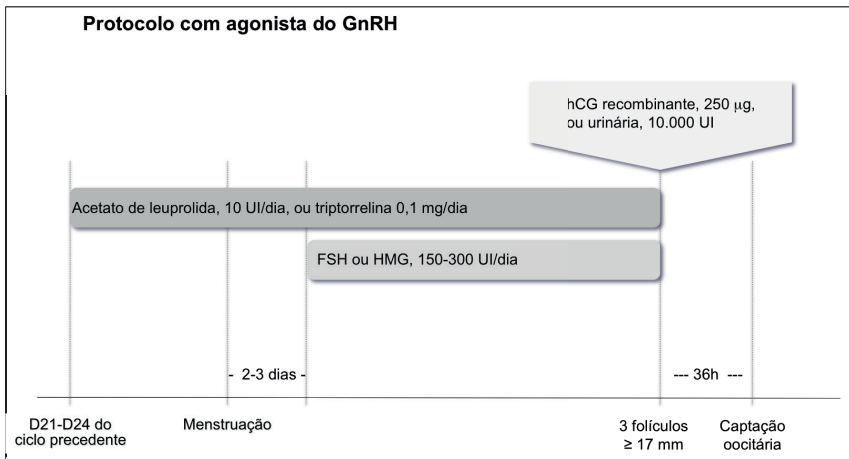 Protocolo com agonista do GnRH
hCG recombinante, 250 μg,
ou urinária, 10.000 UI
Acetato de leuprolida, 10 UI/dia, ou triptorrelina 0,1 mg/dia
FSH ou HMG, 150-300 UI/dia
- 2-3 dias -
--- 36h ---
D21-D24 do
ciclo precedente
Menstruação
3 folículos
≥ 17 mm
Captação
oocitária